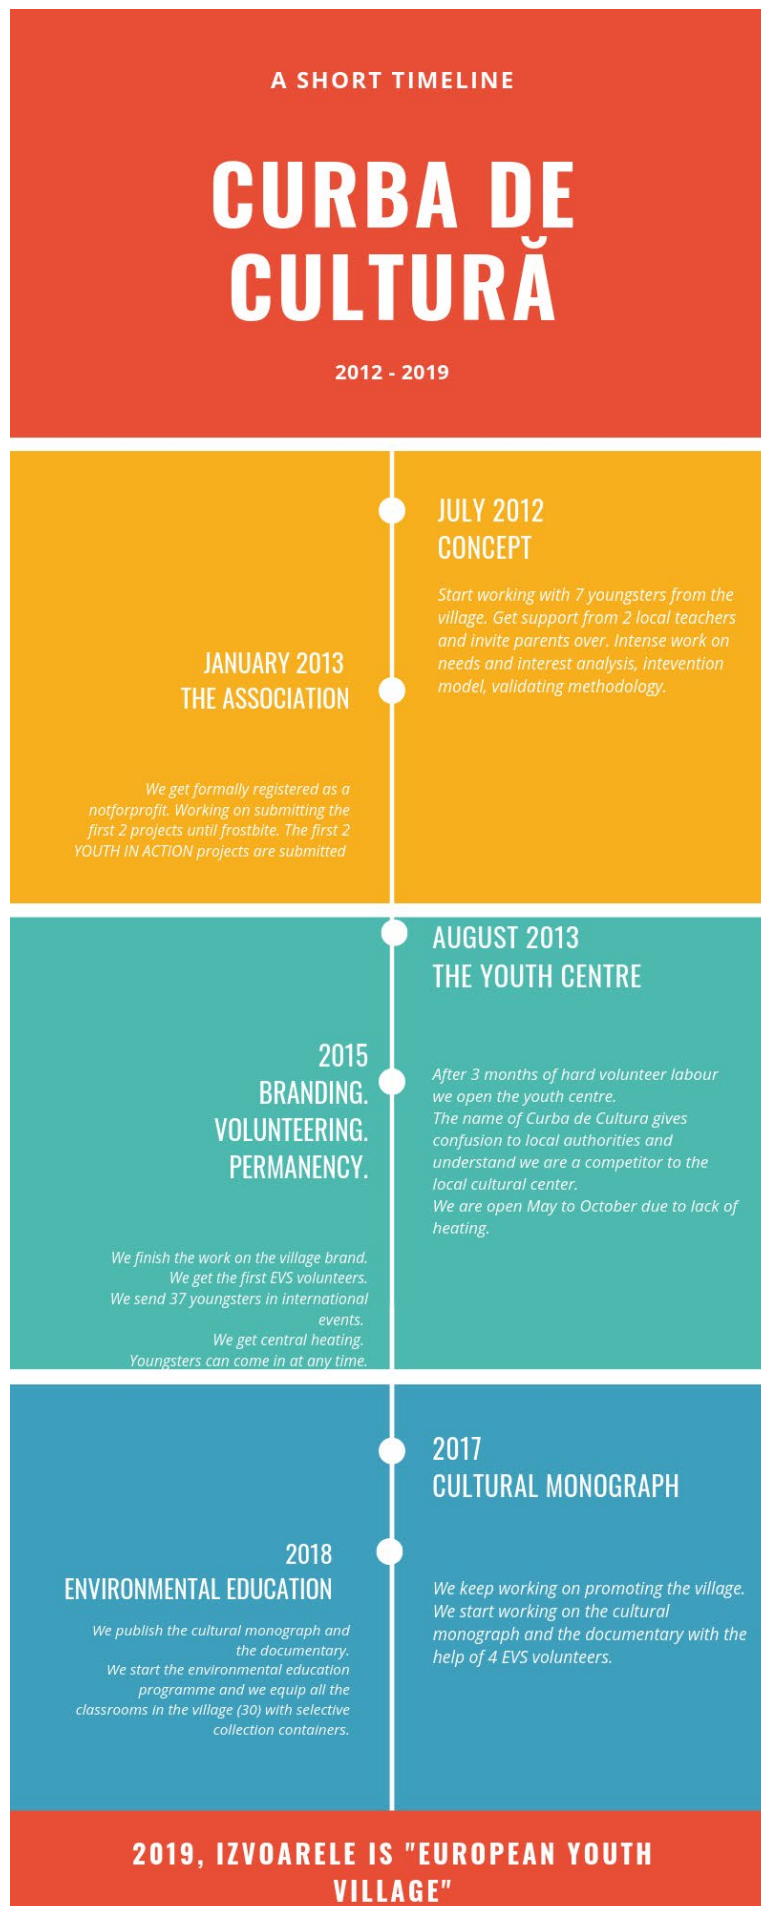 A SHORT TIMELINE
CURBA DE
CULTURĂ
2012 - 2019
JULY 2012
CONCEPT
Start working with 7 youngsters from the
village. Get support from 2 local teachers
and invite parents over. Intense work on
needs and interest analysis, intevention
model, validating methodology.
JANUARY 2013
THE ASSOCIATION
We get formally registered as a
notforprofit. Working on submitting the
first 2 projects until frostbite. The first 2
YOUTH IN ACTION projects are submitted
AUGUST 2013
THE YOUTH CENTRE
After 3 months of hard volunteer labour
we open the youth centre.
The name of Curba de Cultura gives
confusion to local authorities and
understand we are a competitor to the
local cultural center.
We are open May to October due to lack of
heating.
2015
BRANDING.
VOLUNTEERING.
PERMANENCY.
We finish the work on the village brand.
We get the first EVS volunteers.
We send 37 youngsters in international
events.
We get central heating.
Youngsters can come in at any time.
2017
CULTURAL MONOGRAPH
We keep working on promoting the village.
We start working on the cultural
monograph and the documentary with the
help of 4 EVS volunteers.
2018
ENVIRONMENTAL EDUCATION
We publish the cultural monograph and
the documentary.
We start the environmental education
programme and we equip all the
classrooms in the village (30) with selective
collection containers.
2019, IZVOARELE IS "EUROPEAN YOUTH
VILLAGE"